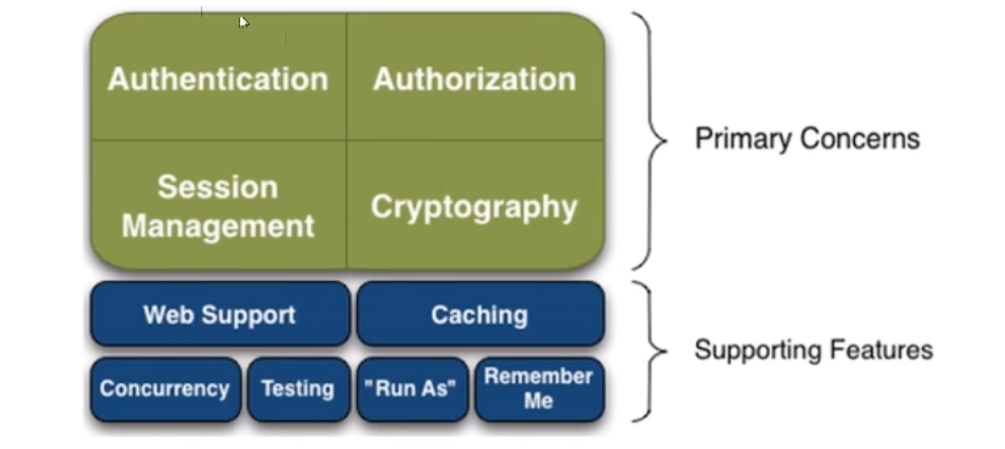 Authentication
Authorization
Session
Management
Cryptography
Primary Concerns
Web Support
Caching
Concurrency
Testing
"Run As"
Remember
Me
Supporting Features